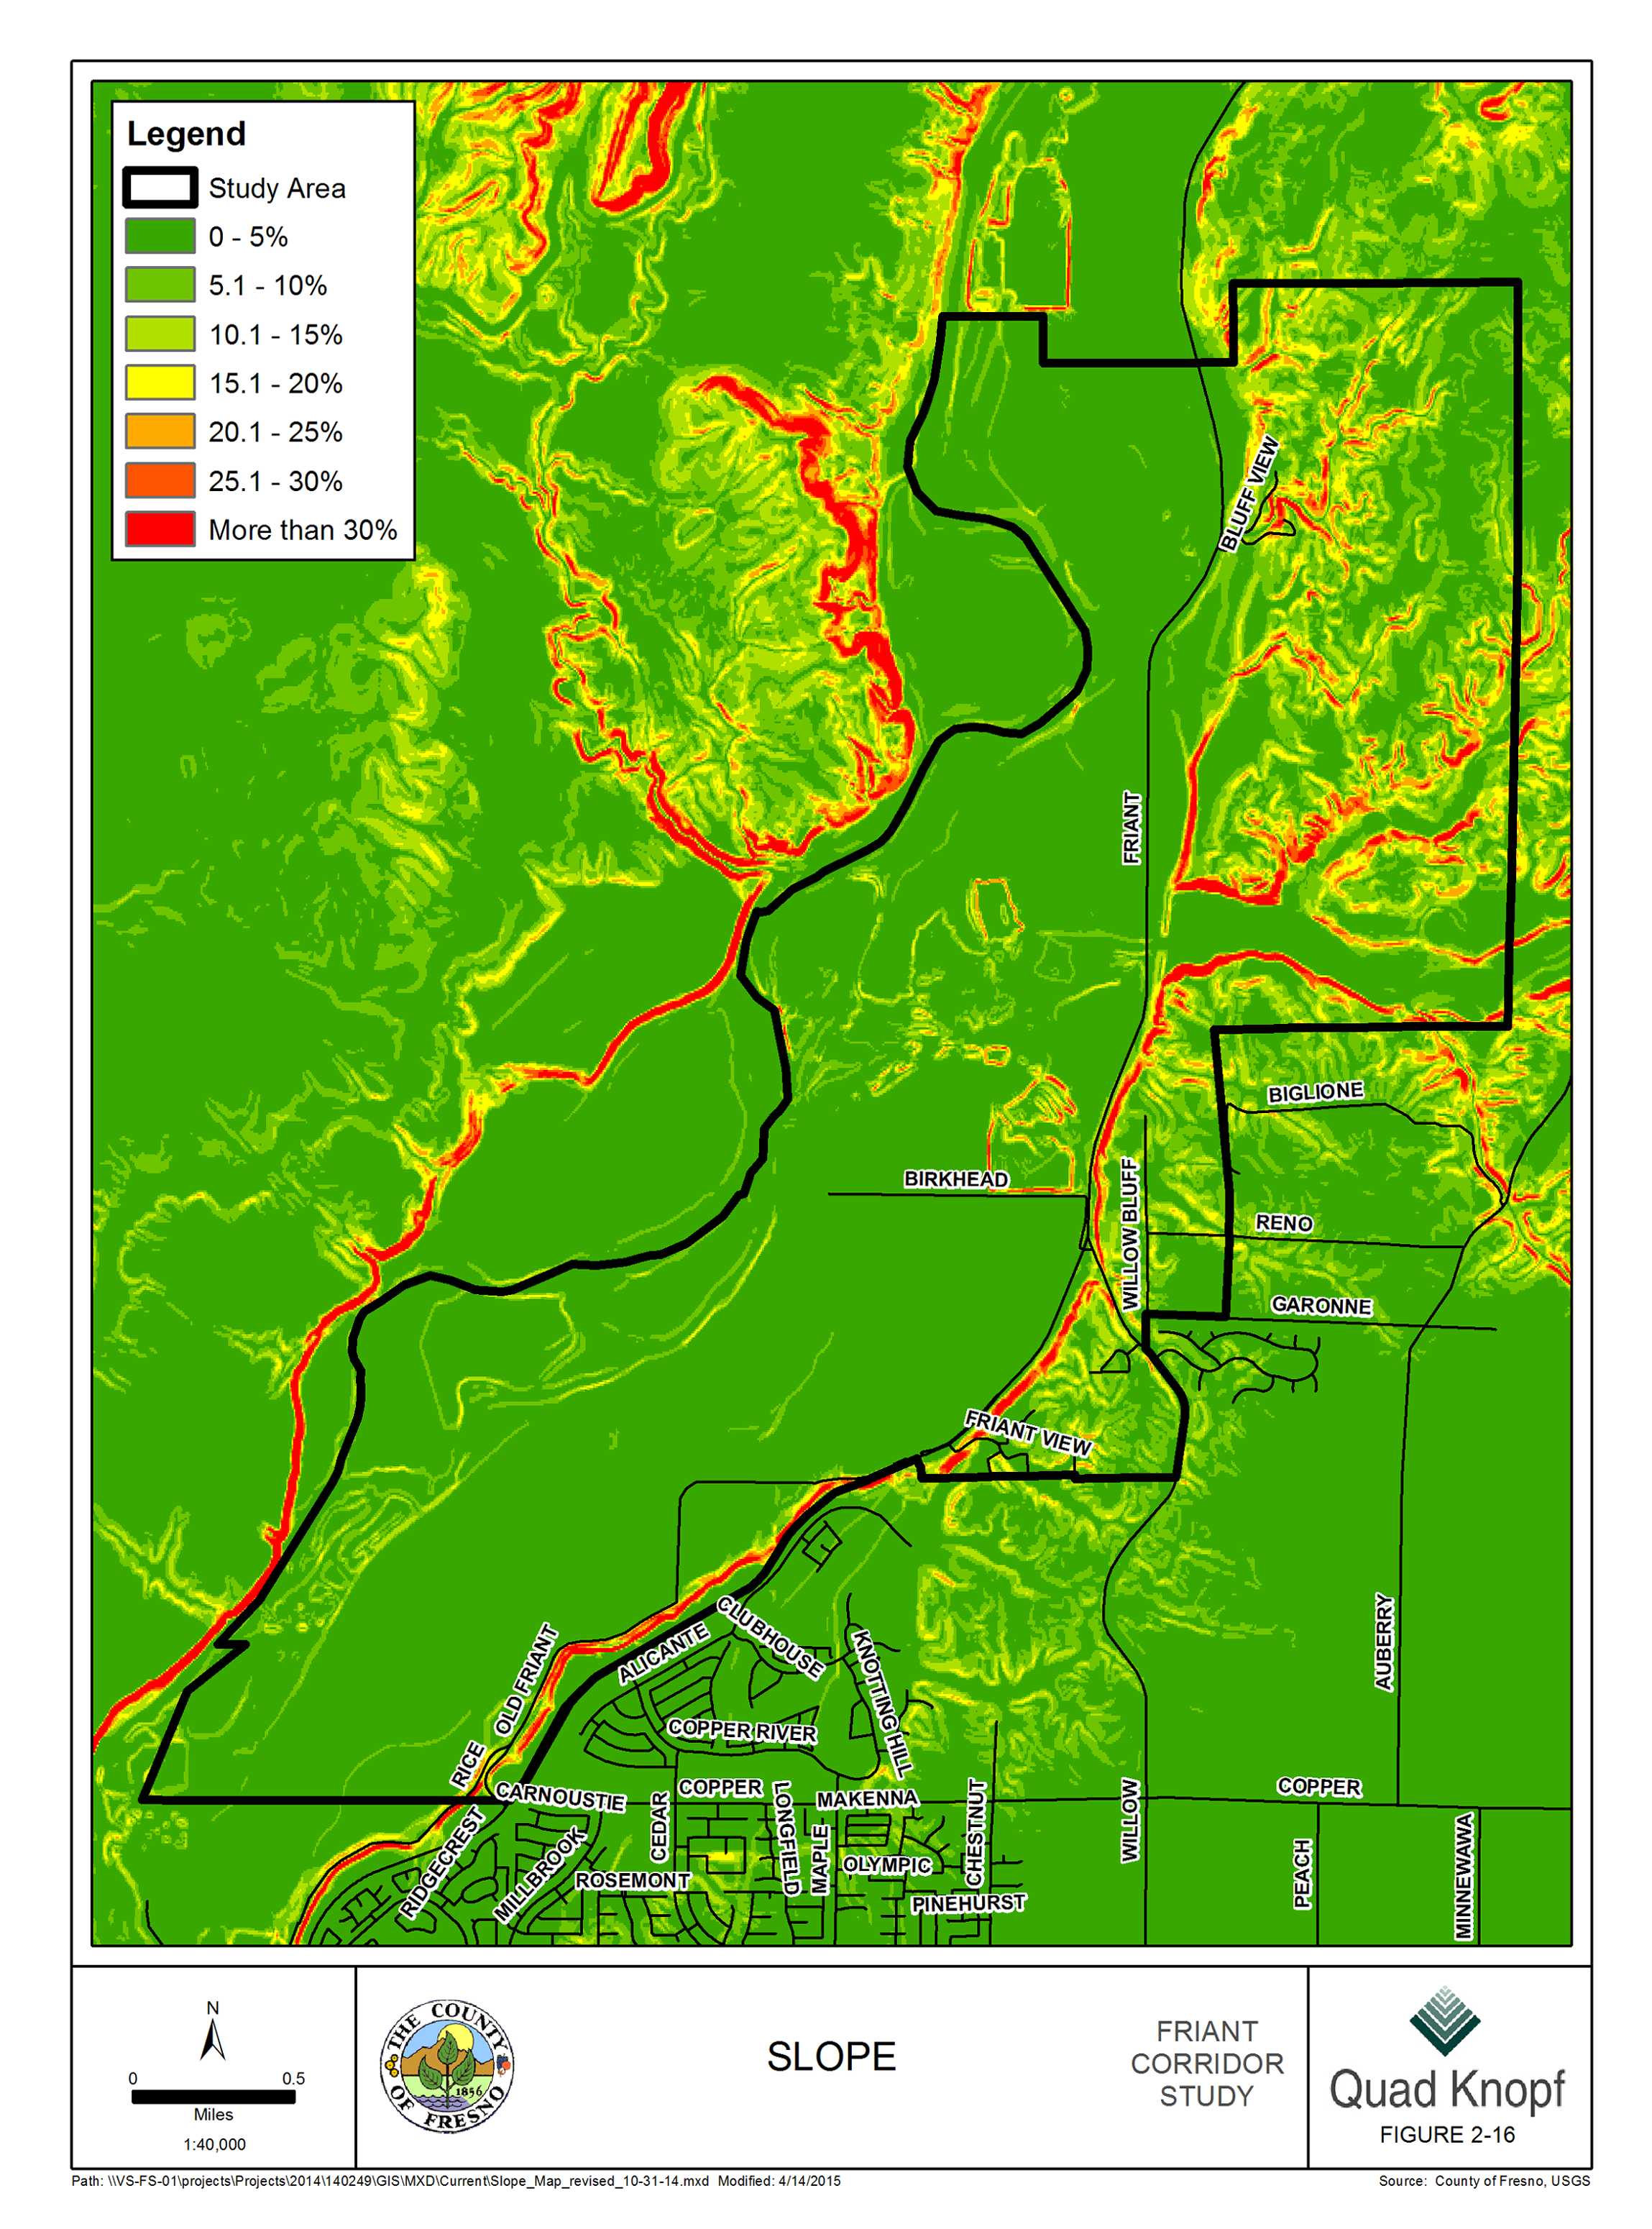 Legend
Study Area
0 - 5%
5.1 - 10%
10.1 - 15%
15.1 - 20%
20.1 - 25%
25.1 - 30%
More than 30%
BLUFF VIEW
FRIANT
BIGLIONE
BIRKHEAD
WILLOW BLUFF
RENO
GARONNE
FRIANT VIEW
CLUBHOUSE
ALICANTE
KNOTTING HILL
OLD FRIANT
AUBERRY
COPPER RIVER
RICE
CARNOUSTIE
COPPER
MAKENNA
COPPER
CEDAR
LONGFIELD
MAPLE
CHESTNUT
WILLOW
PEACH
MINNEWAWA
RIDGECREST
MILLBROOK
ROSEMONT
OLYMPIC
PINEHURST
N
0 0.5
Miles
1:40,000
THE COUNTY
OF FRESNO
1856
SLOPE
FRIANT
CORRIDOR
STUDY
Quad Knopf
FIGURE 2-16
Path: \\VS-FS-01\projects\Projects\2014\140249\GIS\MXD\Current\Slope_Map_revised_10-31-14.mxd Modified: 4/14/2015
Source: County of Fresno, USGS